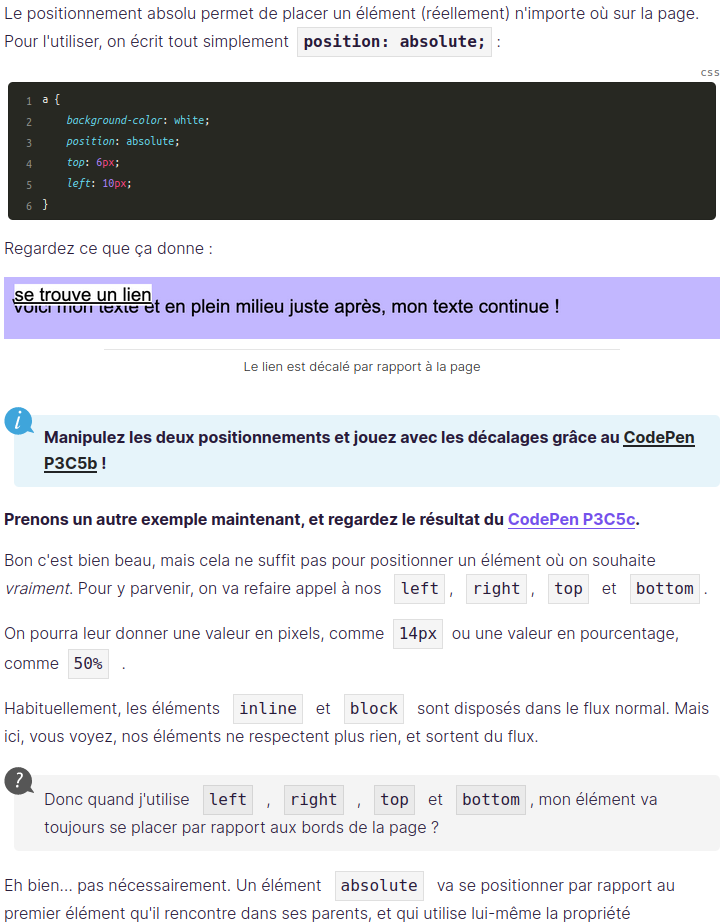 Le positionnement absolu permet de placer un élément (réellement) n'importe où sur la page.
Pour l'utiliser, on écrit tout simplement position: absolute; :
css
1 a {
2 background-color: white;
3 position: absolute;
4 top: 6px;
5 left: 10px;
6 }
Regardez ce que ça donne :
se trouve un lien
Voici mon texte et en plein milieu juste après, mon texte continue !
Le lien est décalé par rapport à la page
i
Manipulez les deux positionnements et jouez avec les décalages grâce au CodePen
P3C5b !
Prenons un autre exemple maintenant, et regardez le résultat du CodePen P3C5c.
Bon c'est bien beau, mais cela ne suffit pas pour positionner un élément où on souhaite
vraiment. Pour y parvenir, on va refaire appel à nos left , right , top et bottom .
On pourra leur donner une valeur en pixels, comme 14px ou une valeur en pourcentage,
comme 50% .
Habituellement, les éléments inline et block sont disposés dans le flux normal. Mais
ici, vous voyez, nos éléments ne respectent plus rien, et sortent du flux.
?
Donc quand j'utilise left , right , top et bottom , mon élément va
toujours se placer par rapport aux bords de la page ?
Eh bien... pas nécessairement. Un élément absolute va se positionner par rapport au
premier élément qu'il rencontre dans ses parents, et qui utilise lui-même la propriété